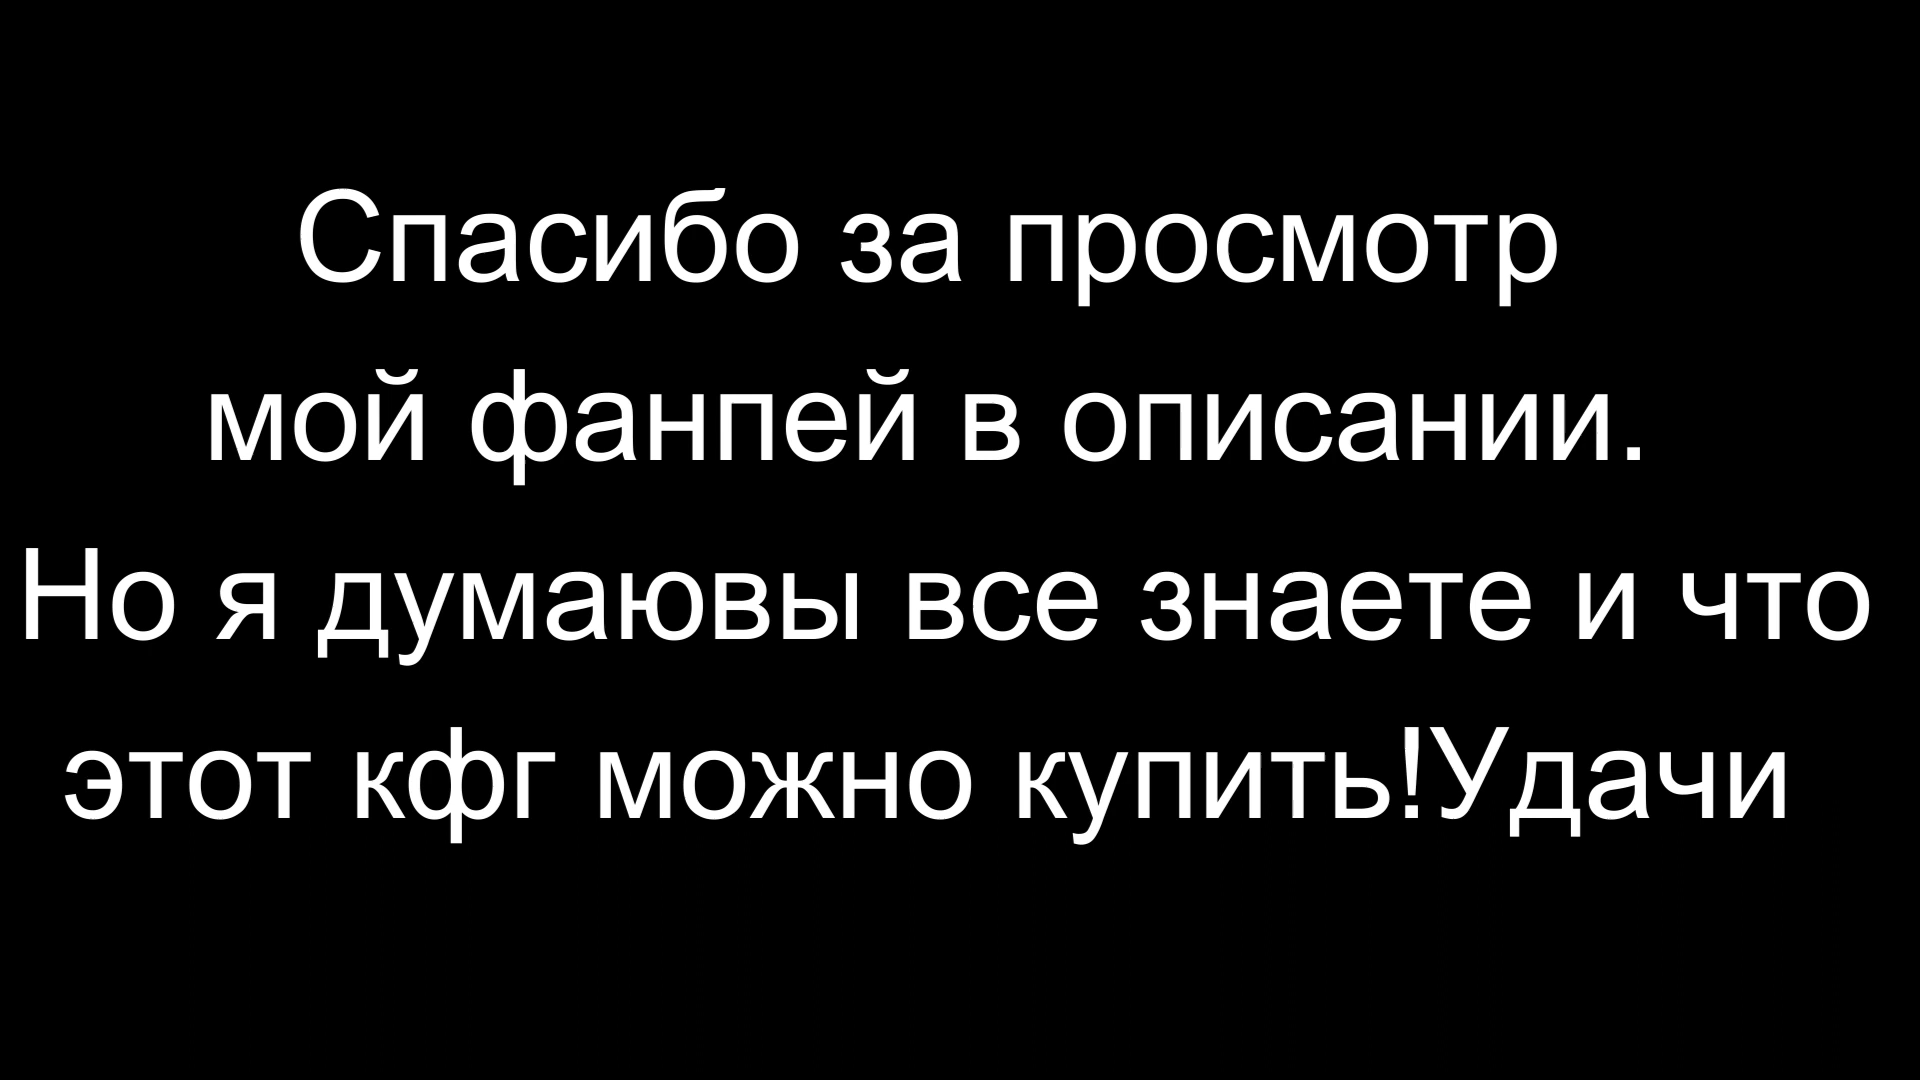 Спасибо за просмотр
мой фанпей в описании.
Но я думаювы все знаете и что
этот кфг можно купить!Удачи